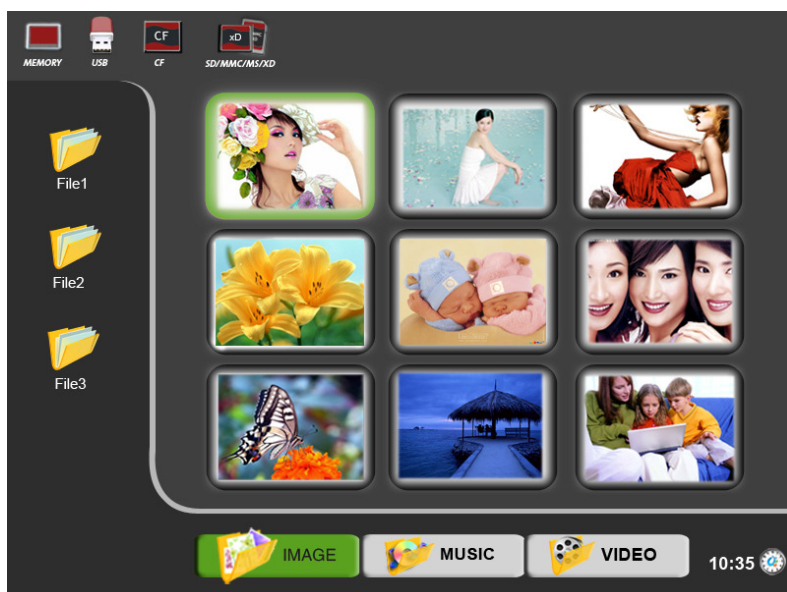 MEMORY
USB
CF
CF
xD
SD/MMC/MS/XD
File1
File2
File3
IMAGE
MUSIC
VIDEO
10:35